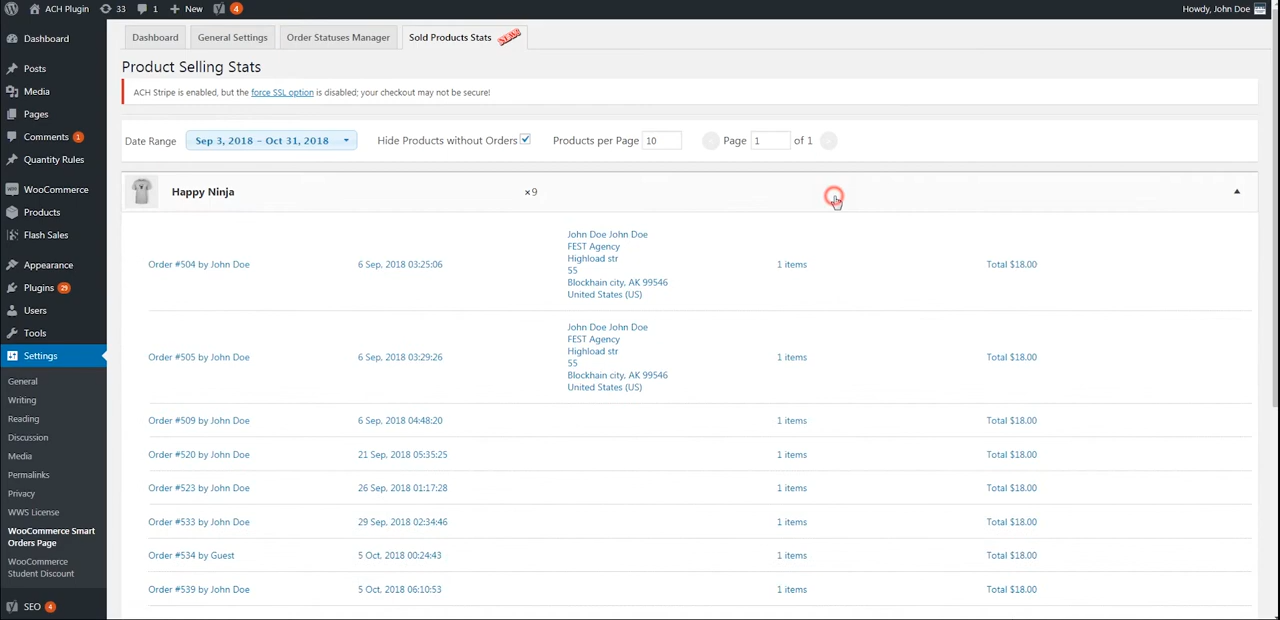 ACH Plugin 33 1 + New 4 Howdy, John Doe
Dashboard
Posts
Media
Pages
Comments 1
Quantity Rules
WooCommerce
Products
Flash Sales
Appearance
Plugins 29
Users
Tools
Settings
General
Writing
Reading
Discussion
Media
Permalinks
Privacy
WWS License
WooCommerce Smart
Orders Page
WooCommerce
Student Discount
SEO 4
Dashboard General Settings Order Statuses Manager Sold Products Stats NEW!
Product Selling Stats
ACH Stripe is enabled, but the force SSL option is disabled; your checkout may not be secure!
Date Range Sep 3, 2018 – Oct 31, 2018 Hide Products without Orders Products per Page 10 < Page 1 of 1 >
Happy Ninja ×9
Order #504 by John Doe 6 Sep, 2018 03:25:06
John Doe John Doe
FEST Agency
Highload str
55
Blockhain city, AK 99546
United States (US)
1 items Total $18.00
Order #505 by John Doe 6 Sep, 2018 03:29:26
John Doe John Doe
FEST Agency
Highload str
55
Blockhain city, AK 99546
United States (US)
1 items Total $18.00
Order #509 by John Doe 6 Sep, 2018 04:48:20 1 items Total $18.00
Order #520 by John Doe 21 Sep, 2018 05:35:25 1 items Total $18.00
Order #523 by John Doe 26 Sep, 2018 01:17:28 1 items Total $18.00
Order #533 by John Doe 29 Sep, 2018 02:34:46 1 items Total $18.00
Order #534 by Guest 5 Oct, 2018 00:24:43 1 items Total $18.00
Order #539 by John Doe 5 Oct, 2018 06:10:53 1 items Total $18.00